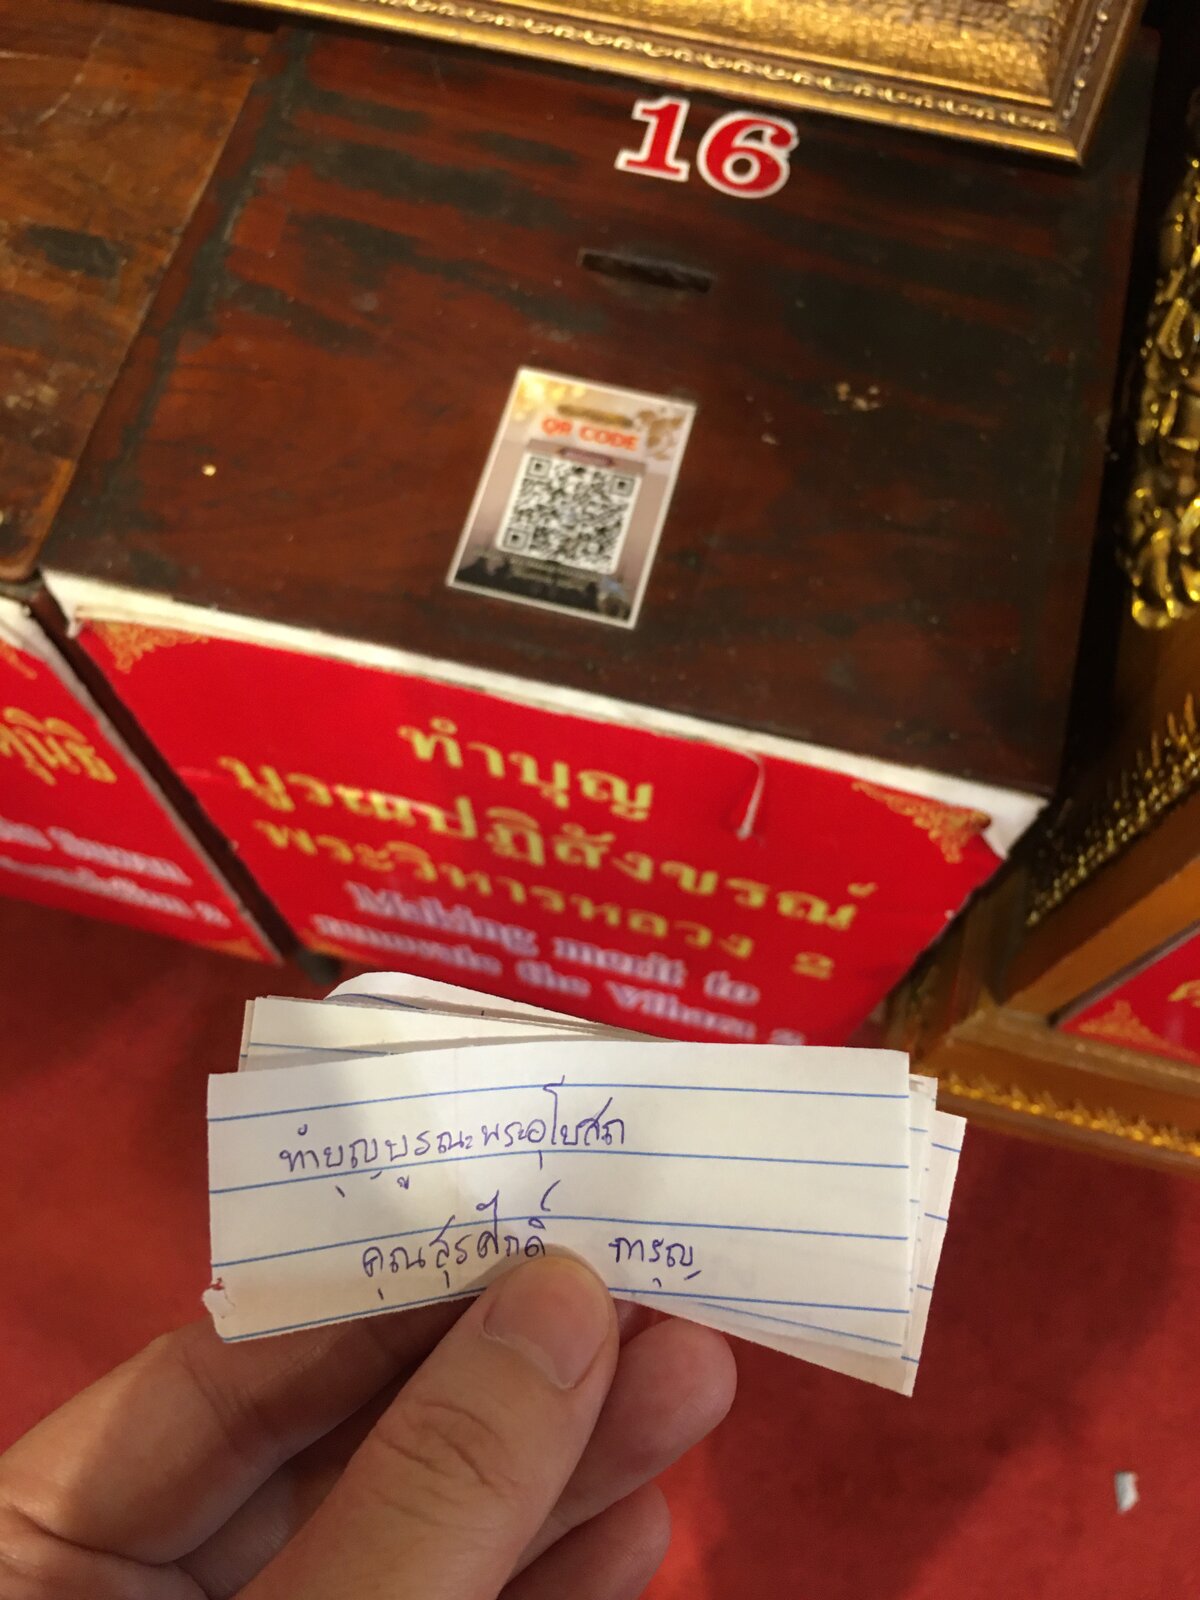 16
QR CODE
ทำบุญ
บูรณปฏิสังขรณ์
พระวิหารหลวง 2
Making merit to
renovate the Vihara 2
ทำบุญบูรณะพระอุโบสถ
คุณสุรศักดิ์ การุญ